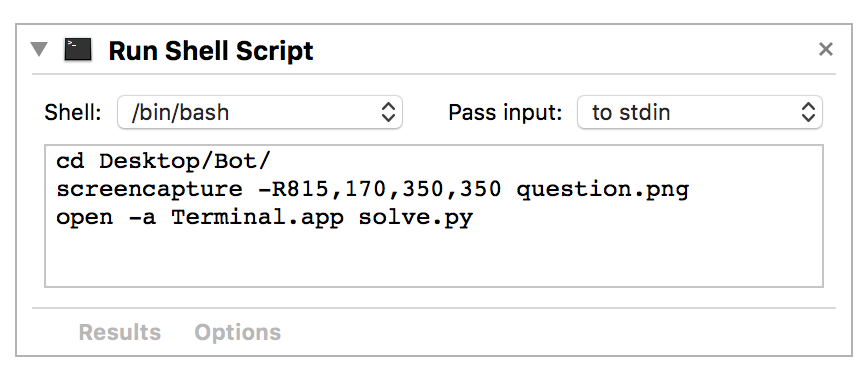 Run Shell Script
Shell: /bin/bash Pass input: to stdin
cd Desktop/Bot/
screencapture -R815,170,350,350 question.png
open -a Terminal.app solve.py
Results Options